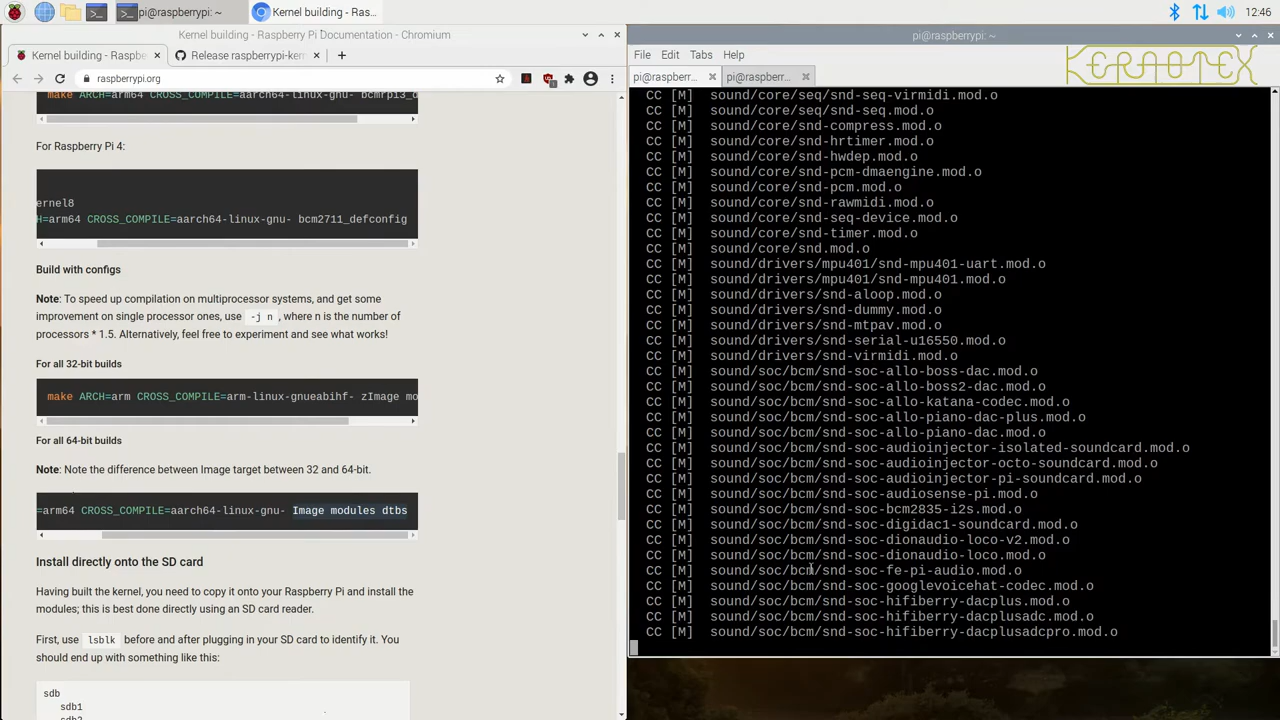 pi@raspberrypi: ~
Kernel building - Ras...
12:46
Kernel building - Raspberry Pi Documentation - Chromium
Kernel building - Raspbe
Release raspberrypi-kern
raspberrypi.org
make ARCH=arm64 CROSS_COMPILE=aarch64-linux-gnu- bcmrpi3_d
For Raspberry Pi 4:
ernel8
H=arm64 CROSS_COMPILE=aarch64-linux-gnu- bcm2711_defconfig
Build with configs
Note: To speed up compilation on multiprocessor systems, and get some
improvement on single processor ones, use -j n , where n is the number of
processors * 1.5. Alternatively, feel free to experiment and see what works!
For all 32-bit builds
make ARCH=arm CROSS_COMPILE=arm-linux-gnueabihf- zImage mo
For all 64-bit builds
Note: Note the difference between Image target between 32 and 64-bit.
=arm64 CROSS_COMPILE=aarch64-linux-gnu- Image modules dtbs
Install directly onto the SD card
Having built the kernel, you need to copy it onto your Raspberry Pi and install the
modules; this is best done directly using an SD card reader.
First, use lsblk before and after plugging in your SD card to identify it. You
should end up with something like this:
sdb
sdb1
sdb2
pi@raspberrypi: ~
File Edit Tabs Help
KEAOTEX
pi@raspberr...
pi@raspberr...
CC [M] sound/core/seq/snd-seq-virmidi.mod.o
CC [M] sound/core/seq/snd-seq.mod.o
CC [M] sound/core/snd-compress.mod.o
CC [M] sound/core/snd-hrtimer.mod.o
CC [M] sound/core/snd-hwdep.mod.o
CC [M] sound/core/snd-pcm-dmaengine.mod.o
CC [M] sound/core/snd-pcm.mod.o
CC [M] sound/core/snd-rawmidi.mod.o
CC [M] sound/core/snd-seq-device.mod.o
CC [M] sound/core/snd-timer.mod.o
CC [M] sound/core/snd.mod.o
CC [M] sound/drivers/mpu401/snd-mpu401-uart.mod.o
CC [M] sound/drivers/mpu401/snd-mpu401.mod.o
CC [M] sound/drivers/snd-aloop.mod.o
CC [M] sound/drivers/snd-dummy.mod.o
CC [M] sound/drivers/snd-mtpav.mod.o
CC [M] sound/drivers/snd-serial-u16550.mod.o
CC [M] sound/drivers/snd-virmidi.mod.o
CC [M] sound/soc/bcm/snd-soc-allo-boss-dac.mod.o
CC [M] sound/soc/bcm/snd-soc-allo-boss2-dac.mod.o
CC [M] sound/soc/bcm/snd-soc-allo-katana-codec.mod.o
CC [M] sound/soc/bcm/snd-soc-allo-piano-dac-plus.mod.o
CC [M] sound/soc/bcm/snd-soc-allo-piano-dac.mod.o
CC [M] sound/soc/bcm/snd-soc-audioinjector-isolated-soundcard.mod.o
CC [M] sound/soc/bcm/snd-soc-audioinjector-octo-soundcard.mod.o
CC [M] sound/soc/bcm/snd-soc-audioinjector-pi-soundcard.mod.o
CC [M] sound/soc/bcm/snd-soc-audiosense-pi.mod.o
CC [M] sound/soc/bcm/snd-soc-bcm2835-i2s.mod.o
CC [M] sound/soc/bcm/snd-soc-digidac1-soundcard.mod.o
CC [M] sound/soc/bcm/snd-soc-dionaudio-loco-v2.mod.o
CC [M] sound/soc/bcm/snd-soc-dionaudio-loco.mod.o
CC [M] sound/soc/bcm/snd-soc-fe-pi-audio.mod.o
CC [M] sound/soc/bcm/snd-soc-googlevoicehat-codec.mod.o
CC [M] sound/soc/bcm/snd-soc-hifiberry-dacplus.mod.o
CC [M] sound/soc/bcm/snd-soc-hifiberry-dacplusadc.mod.o
CC [M] sound/soc/bcm/snd-soc-hifiberry-dacplusadcpro.mod.o